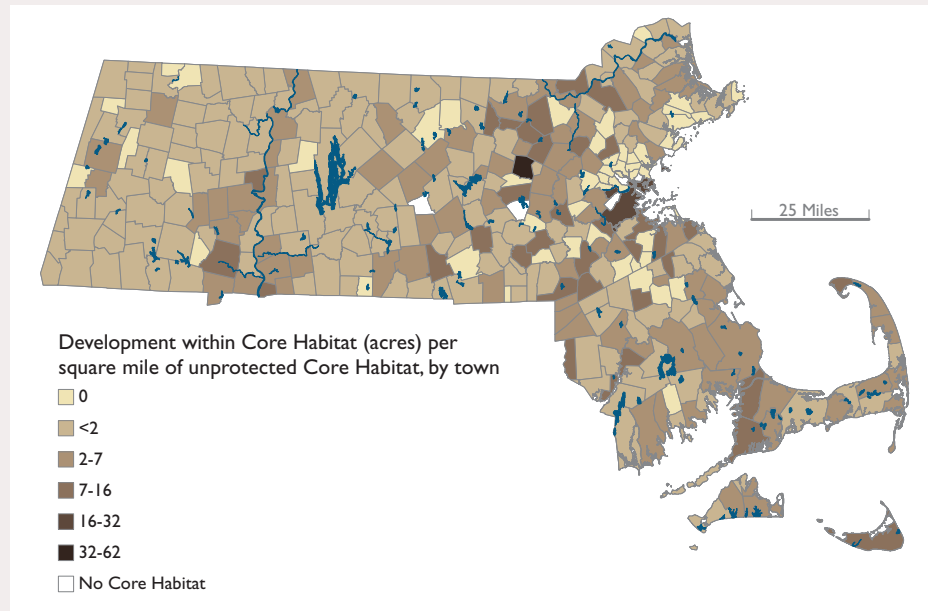 25 Miles
Development within Core Habitat (acres) per
square mile of unprotected Core Habitat, by town
0
<2
2-7
7-16
16-32
32-62
No Core Habitat